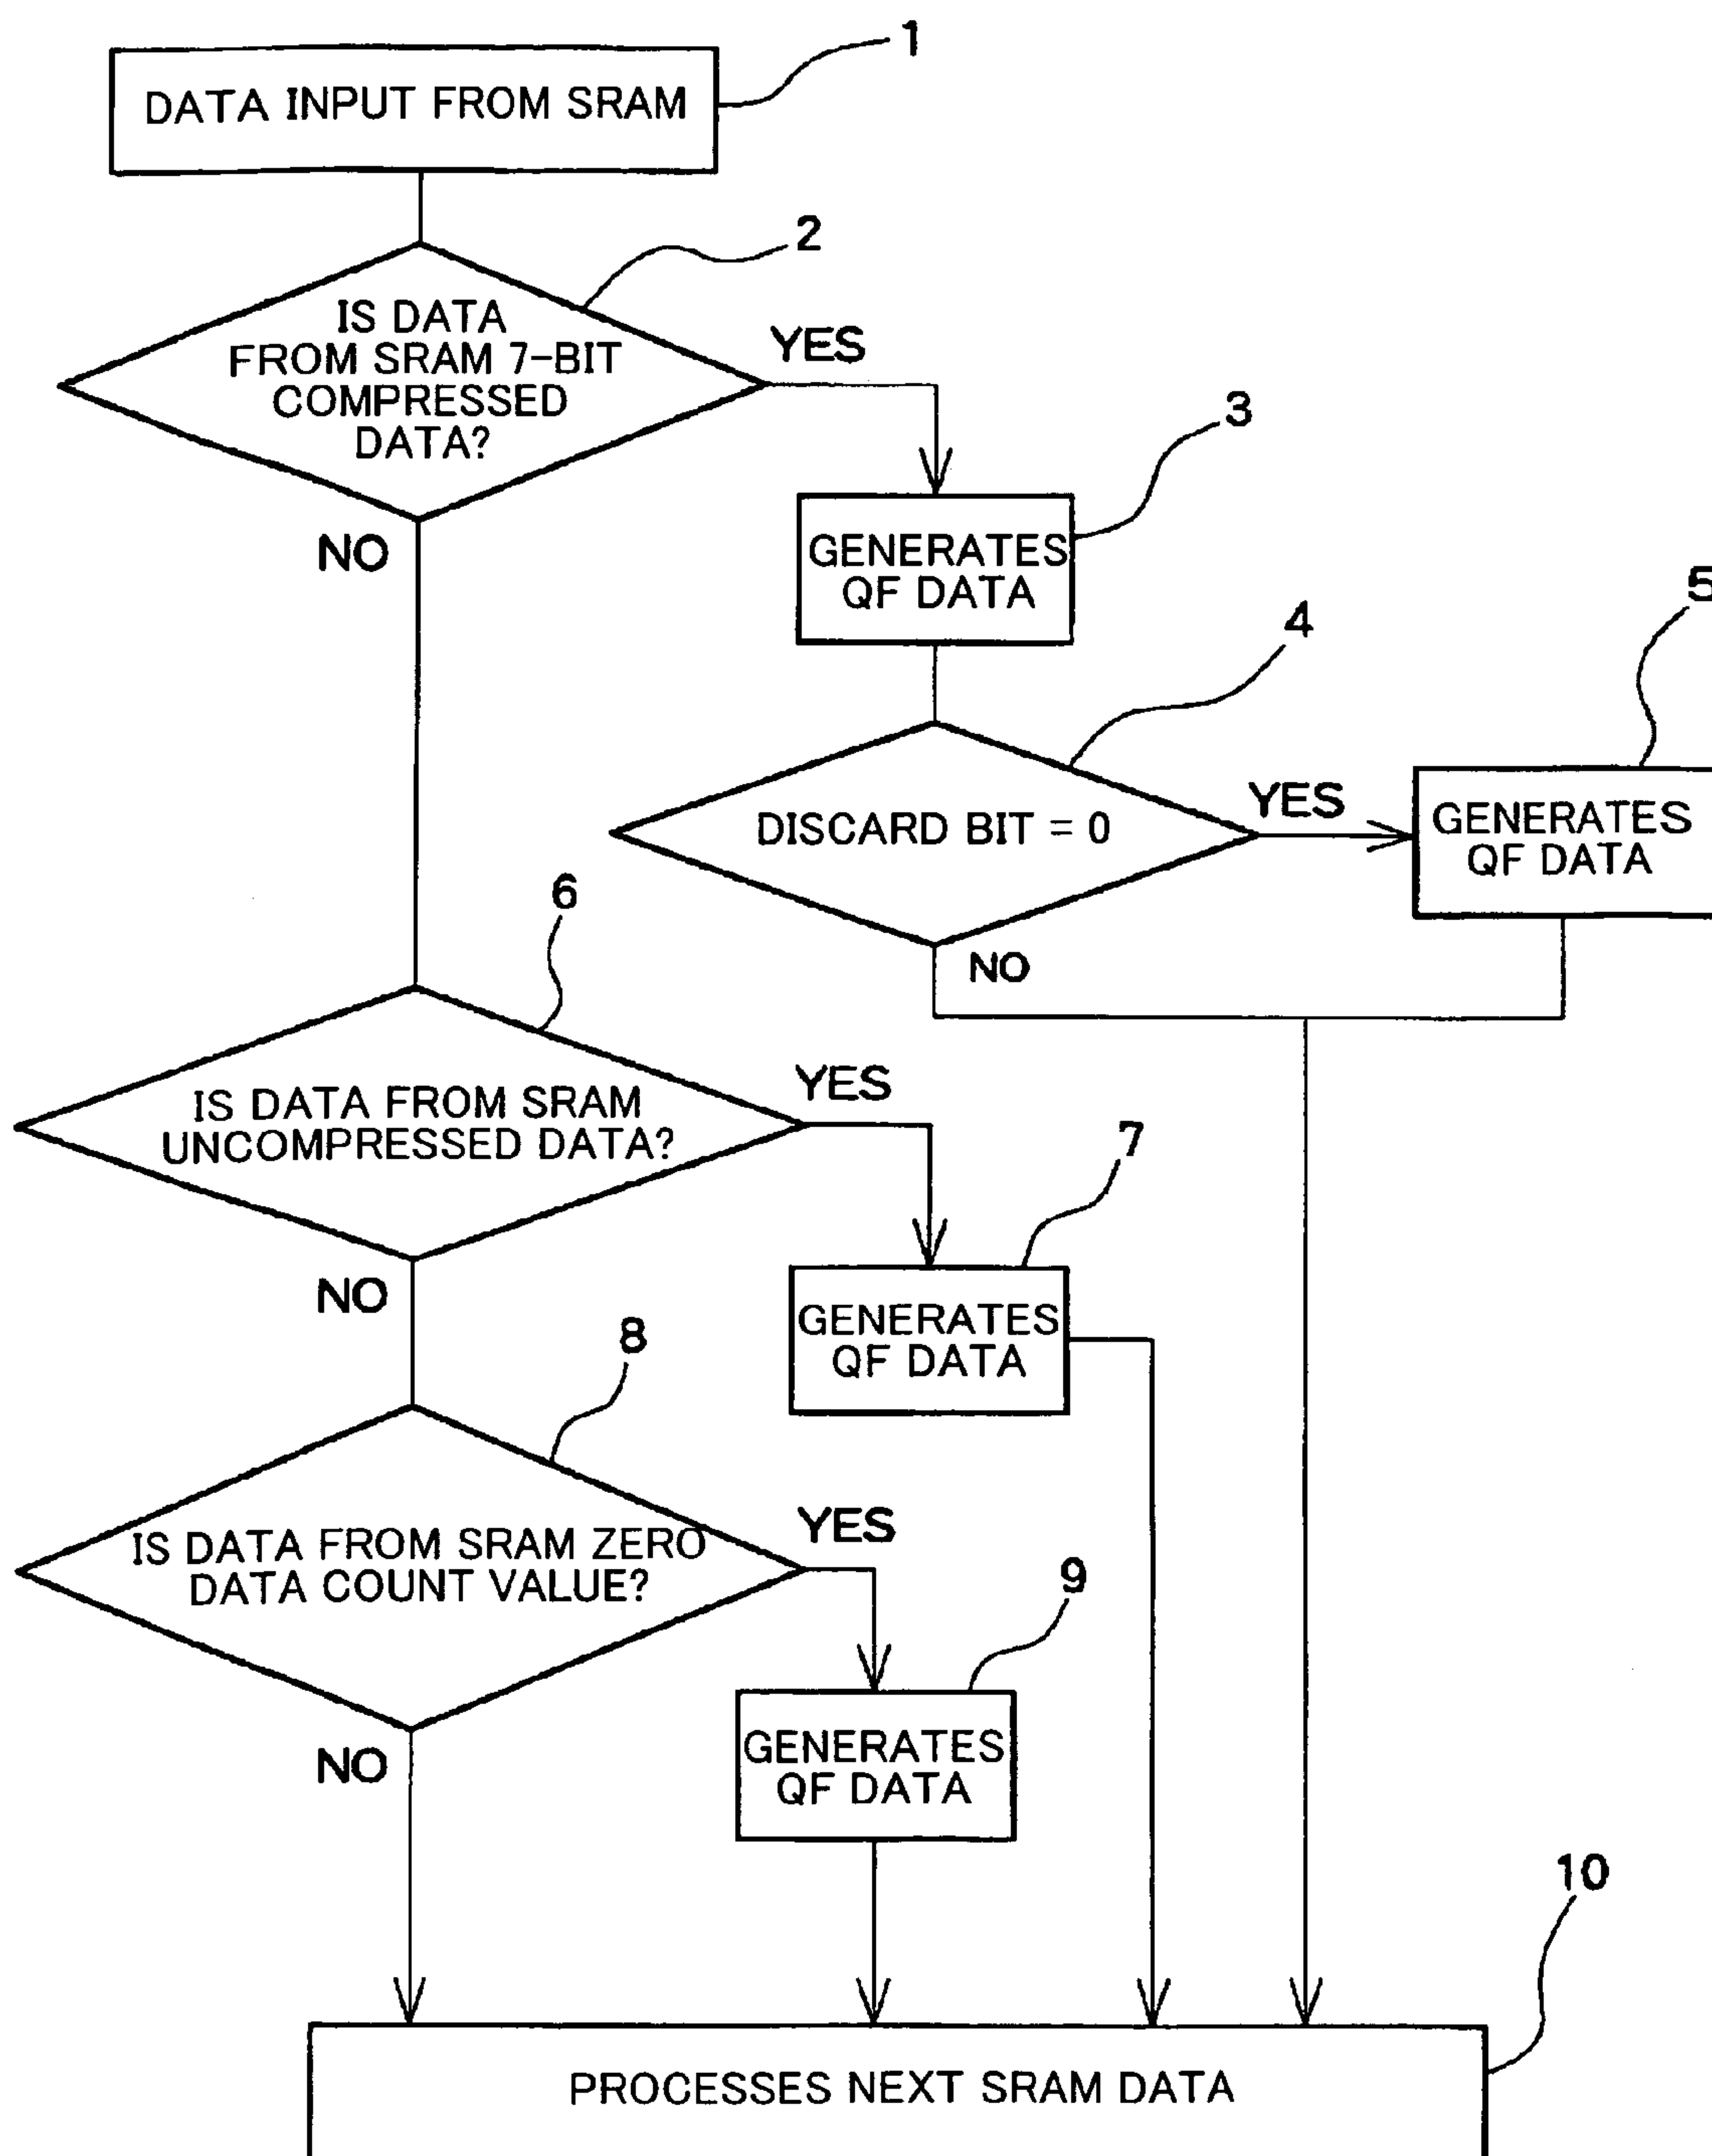 1
DATA INPUT FROM SRAM
2
IS DATA
FROM SRAM 7-BIT
COMPRESSED
DATA?
YES
NO
3
GENERATES
QF DATA
4
DISCARD BIT = 0
YES
NO
5
GENERATES
QF DATA
6
IS DATA FROM SRAM
UNCOMPRESSED DATA?
YES
NO
7
GENERATES
QF DATA
8
IS DATA FROM SRAM ZERO
DATA COUNT VALUE?
YES
NO
9
GENERATES
QF DATA
10
PROCESSES NEXT SRAM DATA